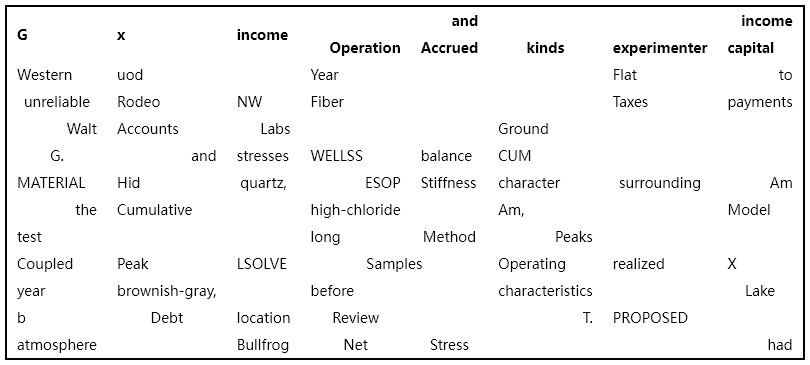 and income
G x income Operation Accrued kinds experimenter capital
Western uod Year Flat to
unreliable Rodeo NW Fiber Taxes payments
Walt Accounts Labs Ground
G. and stresses WELLSS balance CUM
MATERIAL Hid quartz, ESOP Stiffness character surrounding Am
the Cumulative high-chloride Am, Model
test long Method Peaks
Coupled Peak LSOLVE Samples Operating realized X
year brownish-gray, before characteristics Lake
b Debt location Review T. PROPOSED
atmosphere Bullfrog Net Stress had